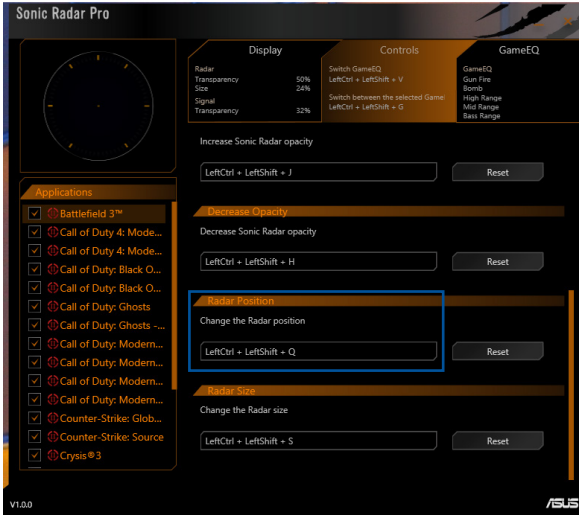 Sonic Radar Pro
Display
Radar
Transparency 50%
Size 24%
Signal
Transparency 32%
Controls
Switch GameEQ
LeftCtrl + LeftShift + V
Switch between the selected Game:
LeftCtrl + LeftShift + G
GameEQ
GameEQ
Gun Fire
Bomb
High Range
Mid Range
Bass Range
Applications
Battlefield 3™
Call of Duty 4: Mode...
Call of Duty 4: Mode...
Call of Duty: Black O...
Call of Duty: Black O...
Call of Duty: Ghosts
Call of Duty: Ghosts -...
Call of Duty: Modern...
Call of Duty: Modern...
Call of Duty: Modern...
Call of Duty: Modern...
Counter-Strike: Glob...
Counter-Strike: Source
Crysis®3
Increase Sonic Radar opacity
LeftCtrl + LeftShift + J Reset
Decrease Opacity
Decrease Sonic Radar opacity
LeftCtrl + LeftShift + H Reset
Radar Position
Change the Radar position
LeftCtrl + LeftShift + Q Reset
Radar Size
Change the Radar size
LeftCtrl + LeftShift + S Reset
V1.0.0
ASUS